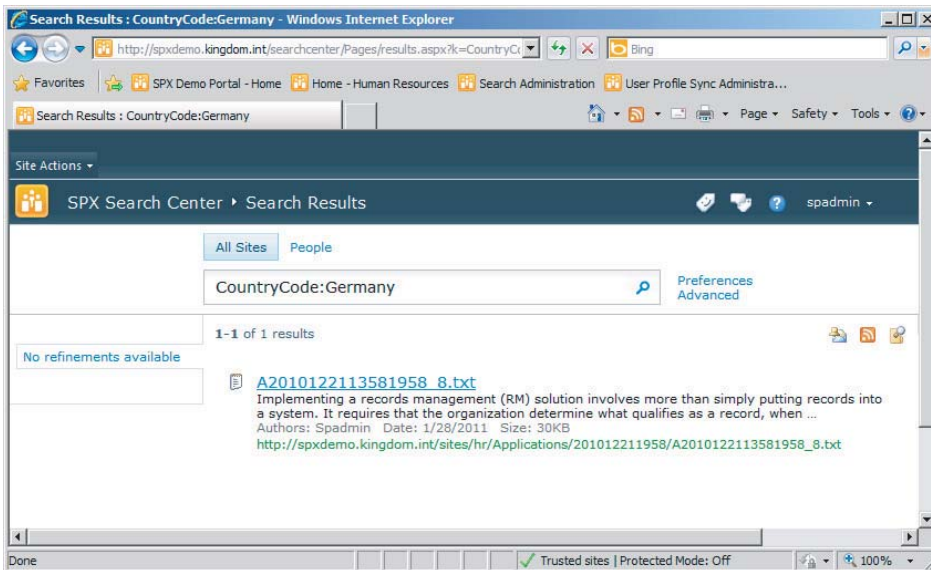 Search Results : CountryCode:Germany - Windows Internet Explorer
http://spxdemo.kingdom.int/searchcenter/Pages/results.aspx?k=CountryCo
Bing
Favorites SPX Demo Portal - Home Home - Human Resources Search Administration User Profile Sync Administra...
Search Results : CountryCode:Germany Page Safety Tools
Site Actions
SPX Search Center Search Results spadmin
All Sites People
CountryCode:Germany
Preferences
Advanced
1-1 of 1 results
No refinements available
A2010122113581958_8.txt
Implementing a records management (RM) solution involves more than simply putting records into
a system. It requires that the organization determine what qualifies as a record, when ...
Authors: Spadmin Date: 1/28/2011 Size: 30KB
http://spxdemo.kingdom.int/sites/hr/Applications/201012211958/A2010122113581958_8.txt
Done Trusted sites | Protected Mode: Off 100%